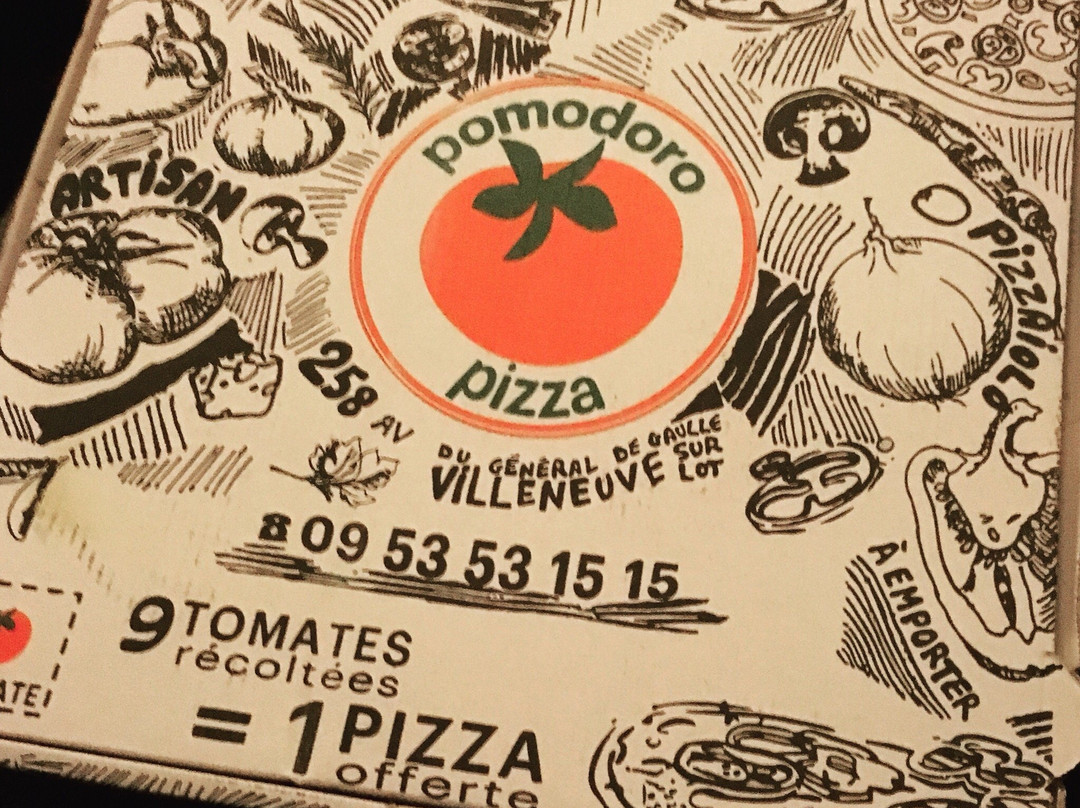 pomodoro
pizza
ARTISAN
PIZZAÏOLO
258 AV
DU GÉNÉRAL DE GAULLE
VILLENEUVE SUR LOT
09 53 53 15 15
À EMPORTER
9 TOMATES
récoltées
= 1 PIZZA
offerte